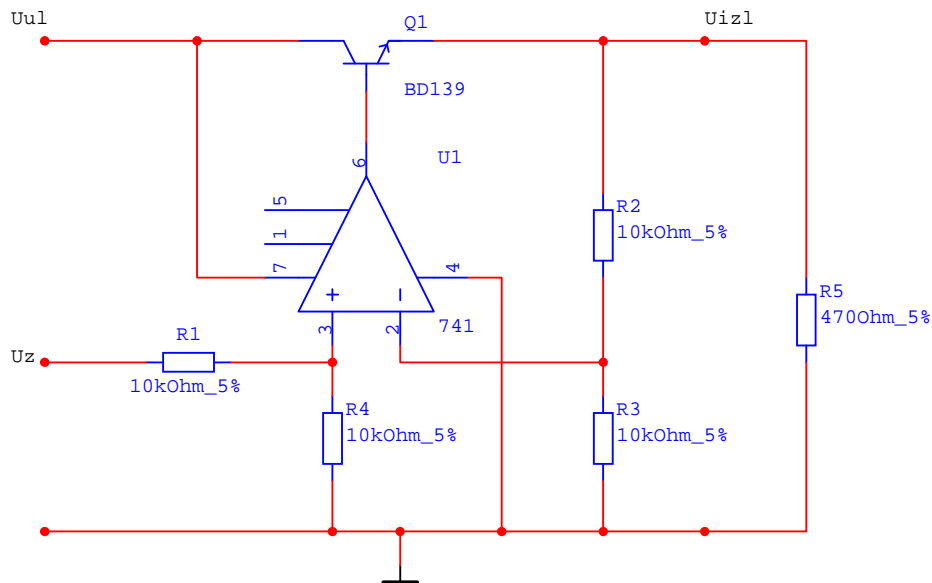 Uul
Q1
Uizl
BD139
U1
6
5
1
7
4
+
−
3
2
741
R2
10kOhm_5%
R5
470Ohm_5%
Uz
R1
10kOhm_5%
R4
10kOhm_5%
R3
10kOhm_5%